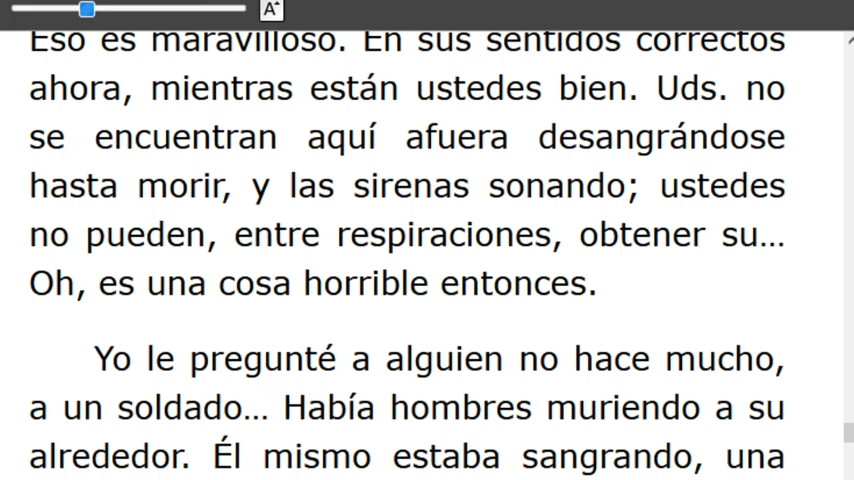 A
Eso es maravilloso. En sus sentidos correctos
ahora, mientras están ustedes bien. Uds. no
se encuentran aquí afuera desangrándose
hasta morir, y las sirenas sonando; ustedes
no pueden, entre respiraciones, obtener su…
Oh, es una cosa horrible entonces.
Yo le pregunté a alguien no hace mucho,
a un soldado… Había hombres muriendo a su
alrededor. Él mismo estaba sangrando, una